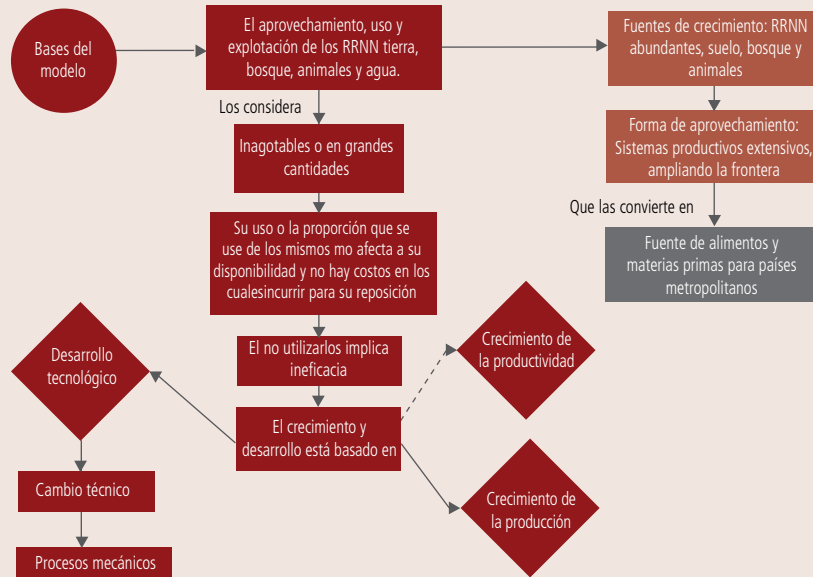 Bases del
modelo
El aprovechamiento, uso y
explotación de los RRNN tierra,
bosque, animales y agua.
Fuentes de crecimiento: RRNN
abundantes, suelo, bosque y
animales
Los considera
Inagotables o en grandes
cantidades
Forma de aprovechamiento:
Sistemas productivos extensivos,
ampliando la frontera
Que las convierte en
Fuente de alimentos y
materias primas para países
metropolitanos
Su uso o la proporción que se
use de los mismos mo afecta a su
disponibilidad y no hay costos en los
cualesincurrir para su reposición
El no utilizarlos implica
ineficacia
El crecimiento y
desarrollo está basado en
Crecimiento de
la productividad
Crecimiento de
la producción
Desarrollo
tecnológico
Cambio técnico
Procesos mecánicos